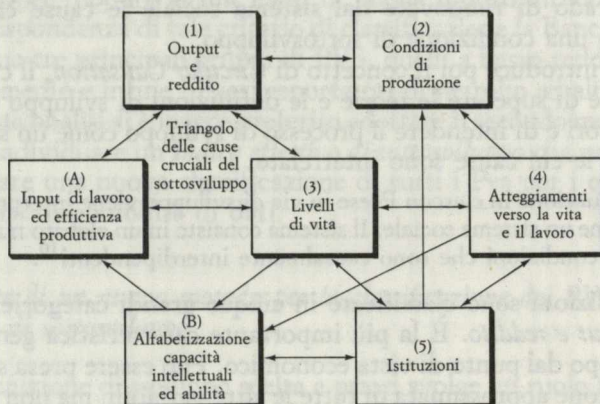 (1)
Output
e
reddito
(2)
Condizioni
di
produzione
Triangolo
delle cause
cruciali del
sottosviluppo
(A)
Input di lavoro
ed efficienza
produttiva
(3)
Livelli
di vita
(4)
Atteggiamenti
verso la vita
e il lavoro
(B)
Alfabetizzazione
capacità
intellettuali
ed abilità
(5)
Istituzioni